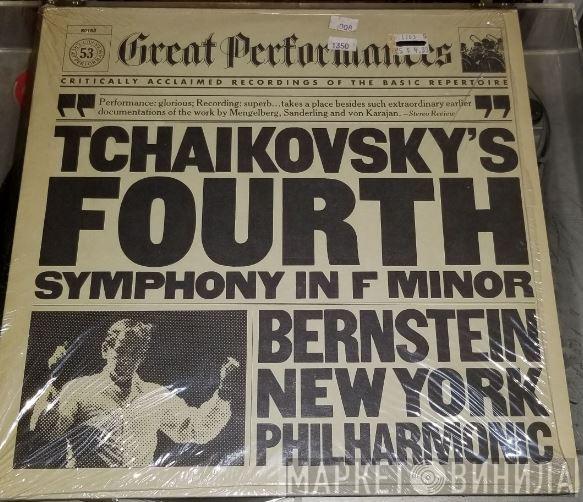 53
Great Performances
00A
1350
CRITICALLY ACCLAIMED RECORDINGS OF THE BASIC REPERTOIRE
" Performance: glorious; Recording: superb...takes a place besides such extraordinary earlier
documentations of the work by Mengelberg, Sanderling and von Karajan. —Stereo Review "
TCHAIKOVSKY'S
FOURTH
SYMPHONY IN F MINOR
BERNSTEIN
NEW YORK
PHILHARMONIC
МАРКЕТ ВИНИЛА